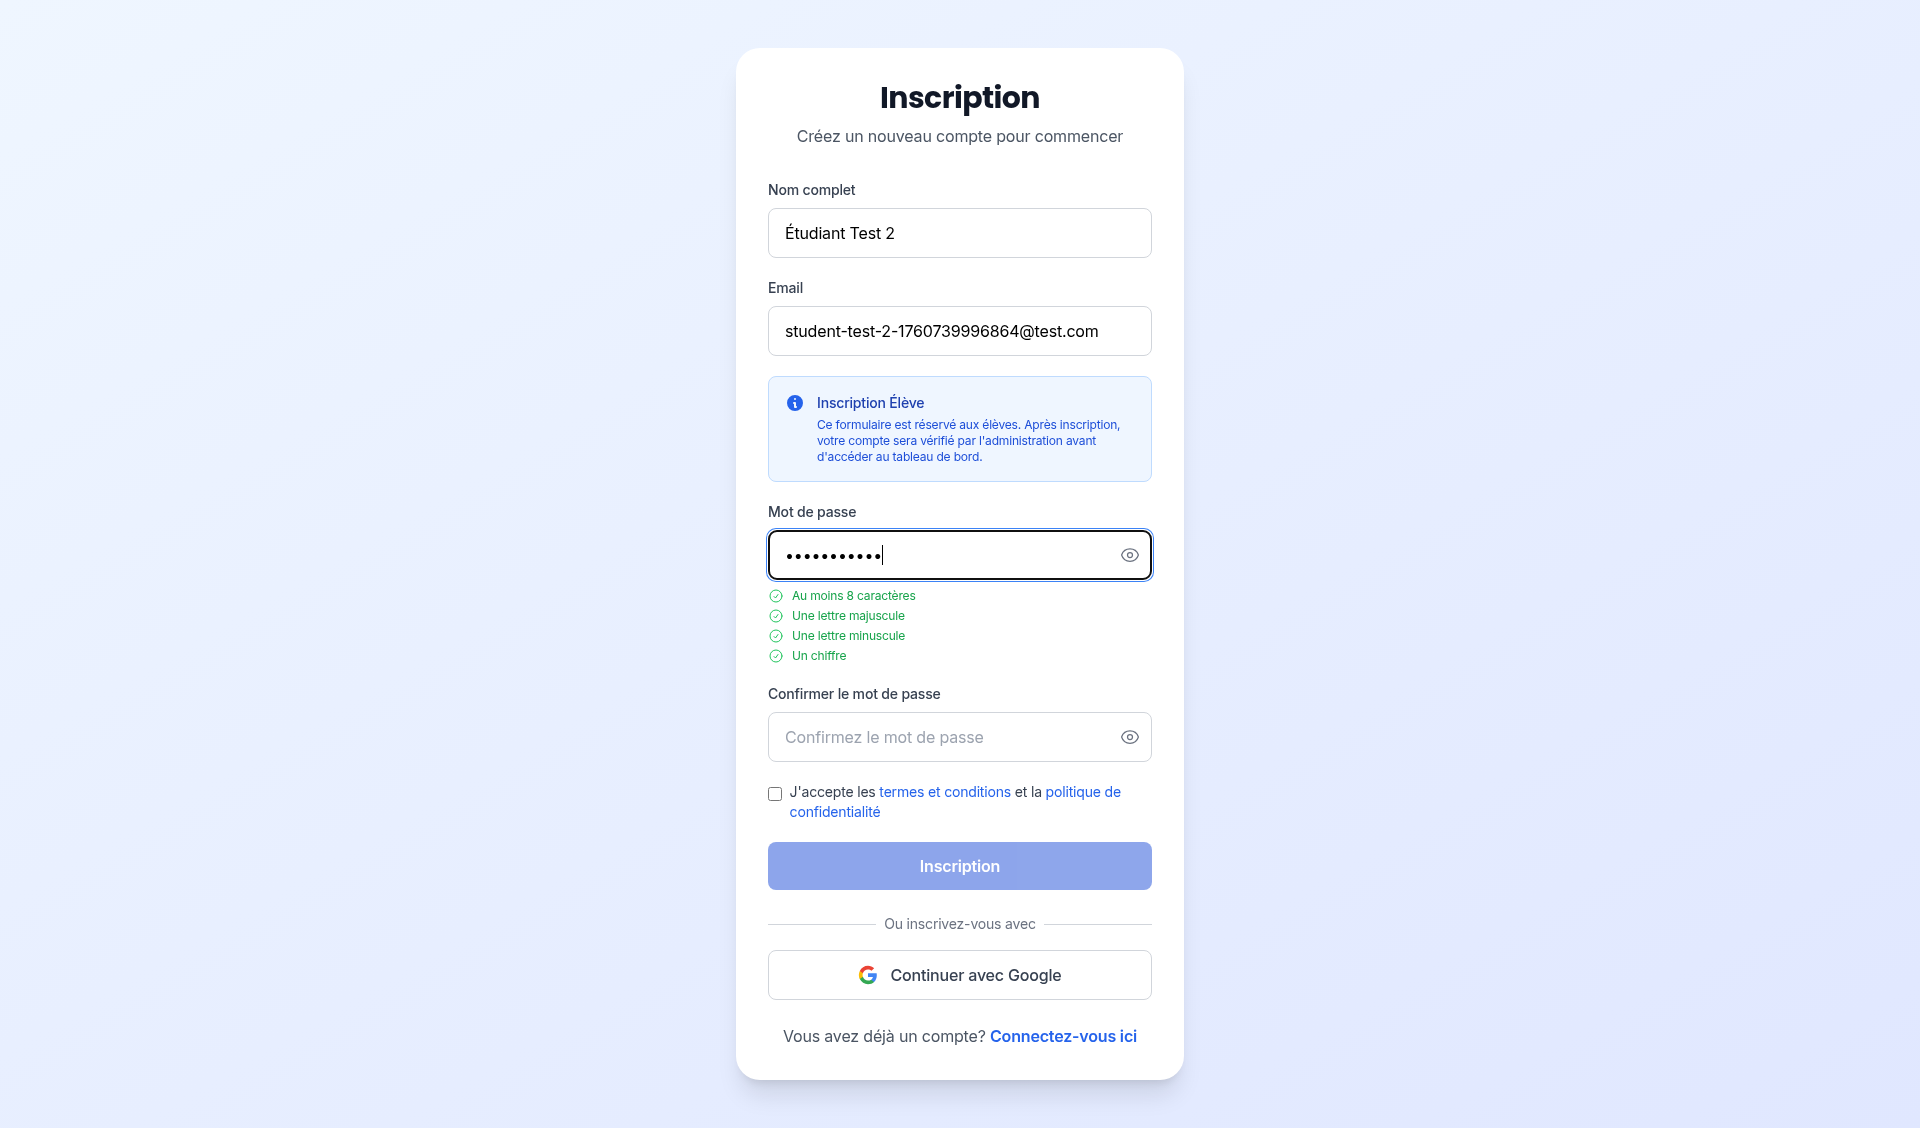 Inscription
Créez un nouveau compte pour commencer
Nom complet
Étudiant Test 2
Email
student-test-2-1760739996864@test.com
Inscription Élève
Ce formulaire est réservé aux élèves. Après inscription,
votre compte sera vérifié par l'administration avant
d'accéder au tableau de bord.
Mot de passe
•••••••••••
Au moins 8 caractères
Une lettre majuscule
Une lettre minuscule
Un chiffre
Confirmer le mot de passe
Confirmez le mot de passe
J'accepte les termes et conditions et la politique de
confidentialité
Inscription
Ou inscrivez-vous avec
Continuer avec Google
Vous avez déjà un compte? Connectez-vous ici